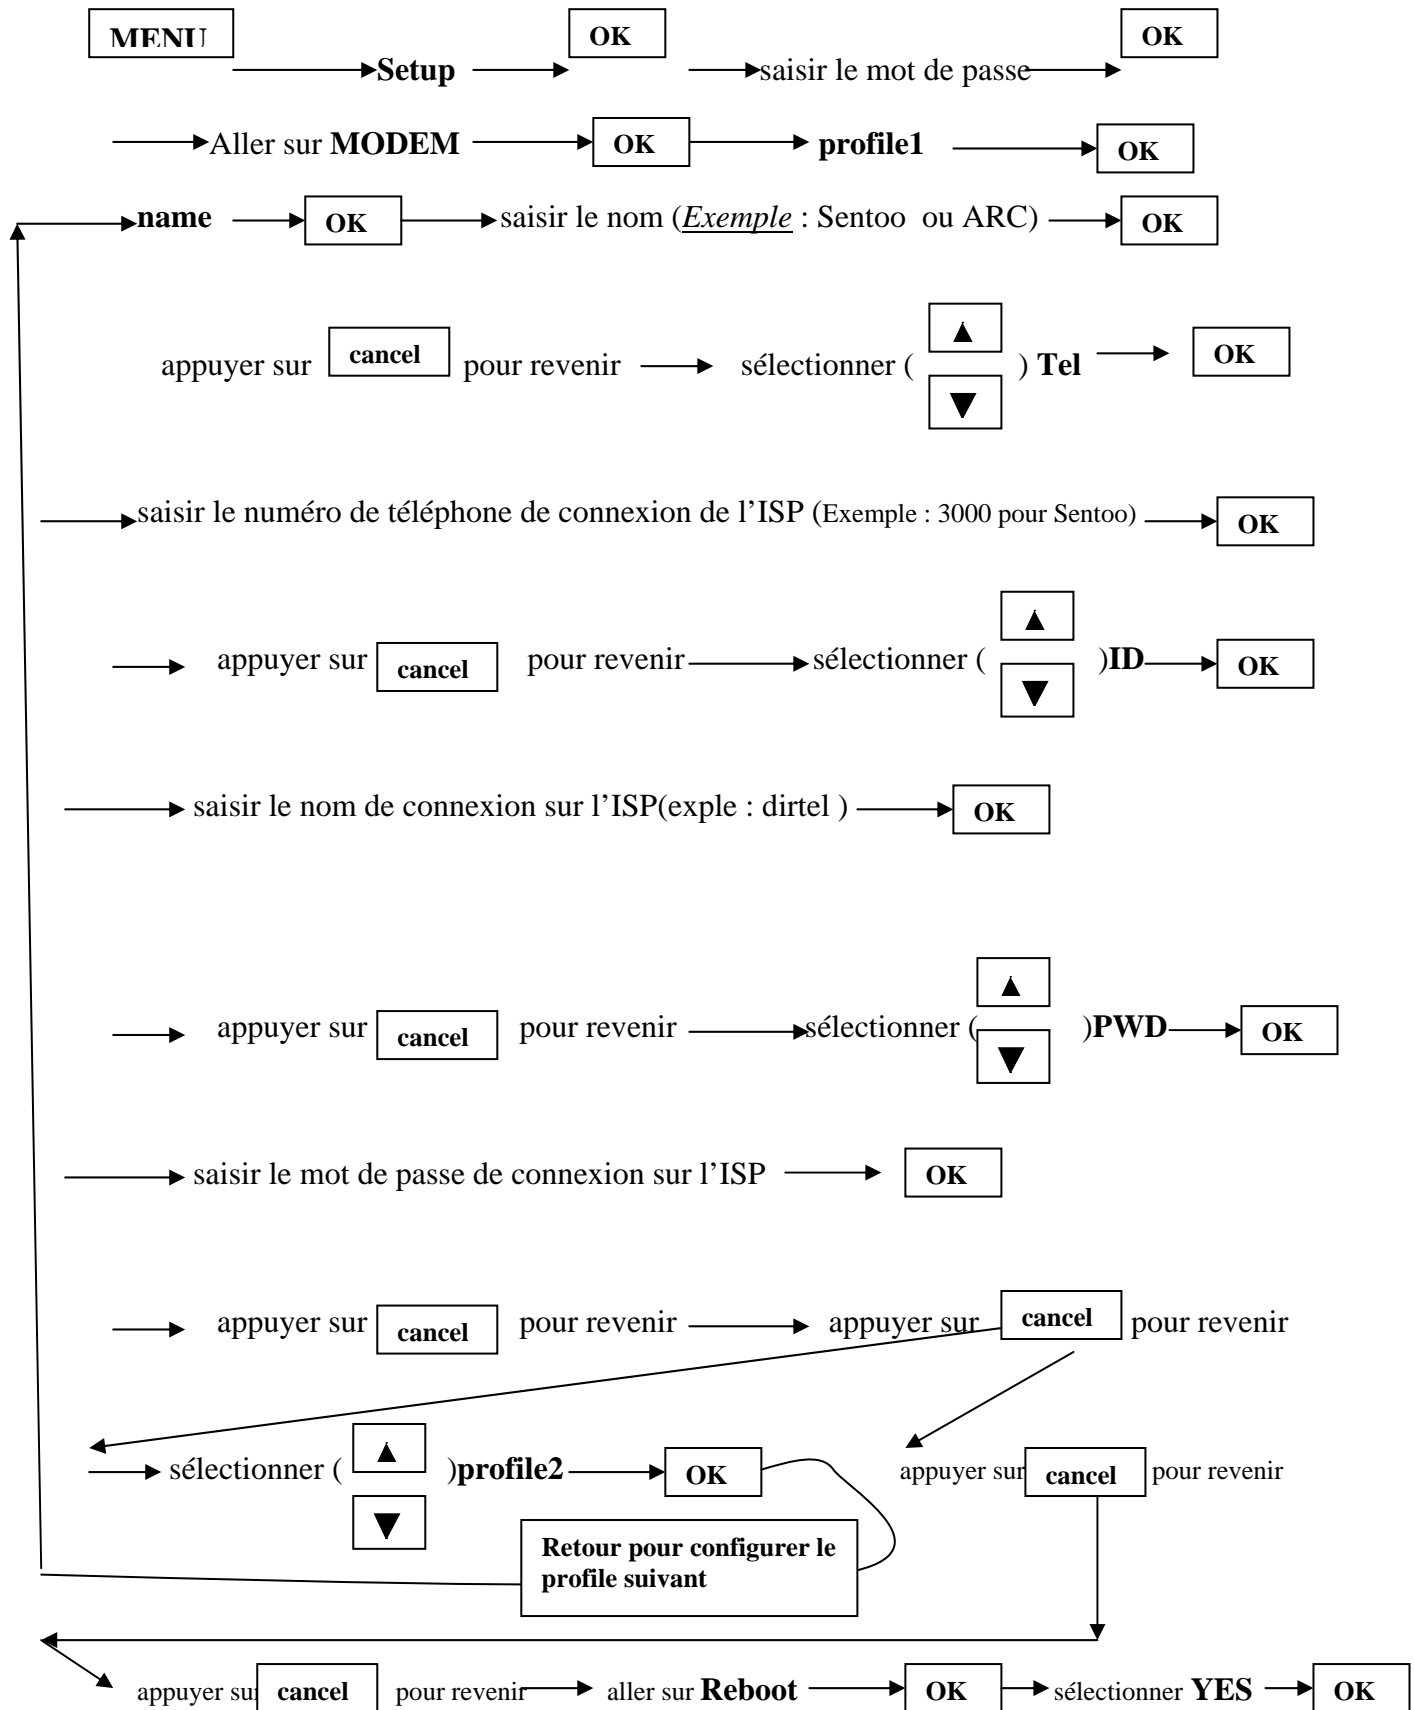 MENU OK OK
Setup saisir le mot de passe
Aller sur MODEM OK profile1 OK
name OK saisir le nom (Exemple : Sentoo ou ARC) OK
appuyer sur cancel pour revenir sélectionner ( ▲ ▼ ) Tel OK
saisir le numéro de téléphone de connexion de l’ISP (Exemple : 3000 pour Sentoo) OK
appuyer sur cancel pour revenir sélectionner ( ▲ ▼ )ID OK
saisir le nom de connexion sur l’ISP(exple : dirtel ) OK
appuyer sur cancel pour revenir sélectionner ( ▲ ▼ )PWD OK
saisir le mot de passe de connexion sur l’ISP OK
appuyer sur cancel pour revenir appuyer sur cancel pour revenir
sélectionner ( ▲ ▼ )profile2 OK appuyer sur cancel pour revenir
Retour pour configurer le
profile suivant
appuyer sur cancel pour revenir aller sur Reboot OK sélectionner YES OK